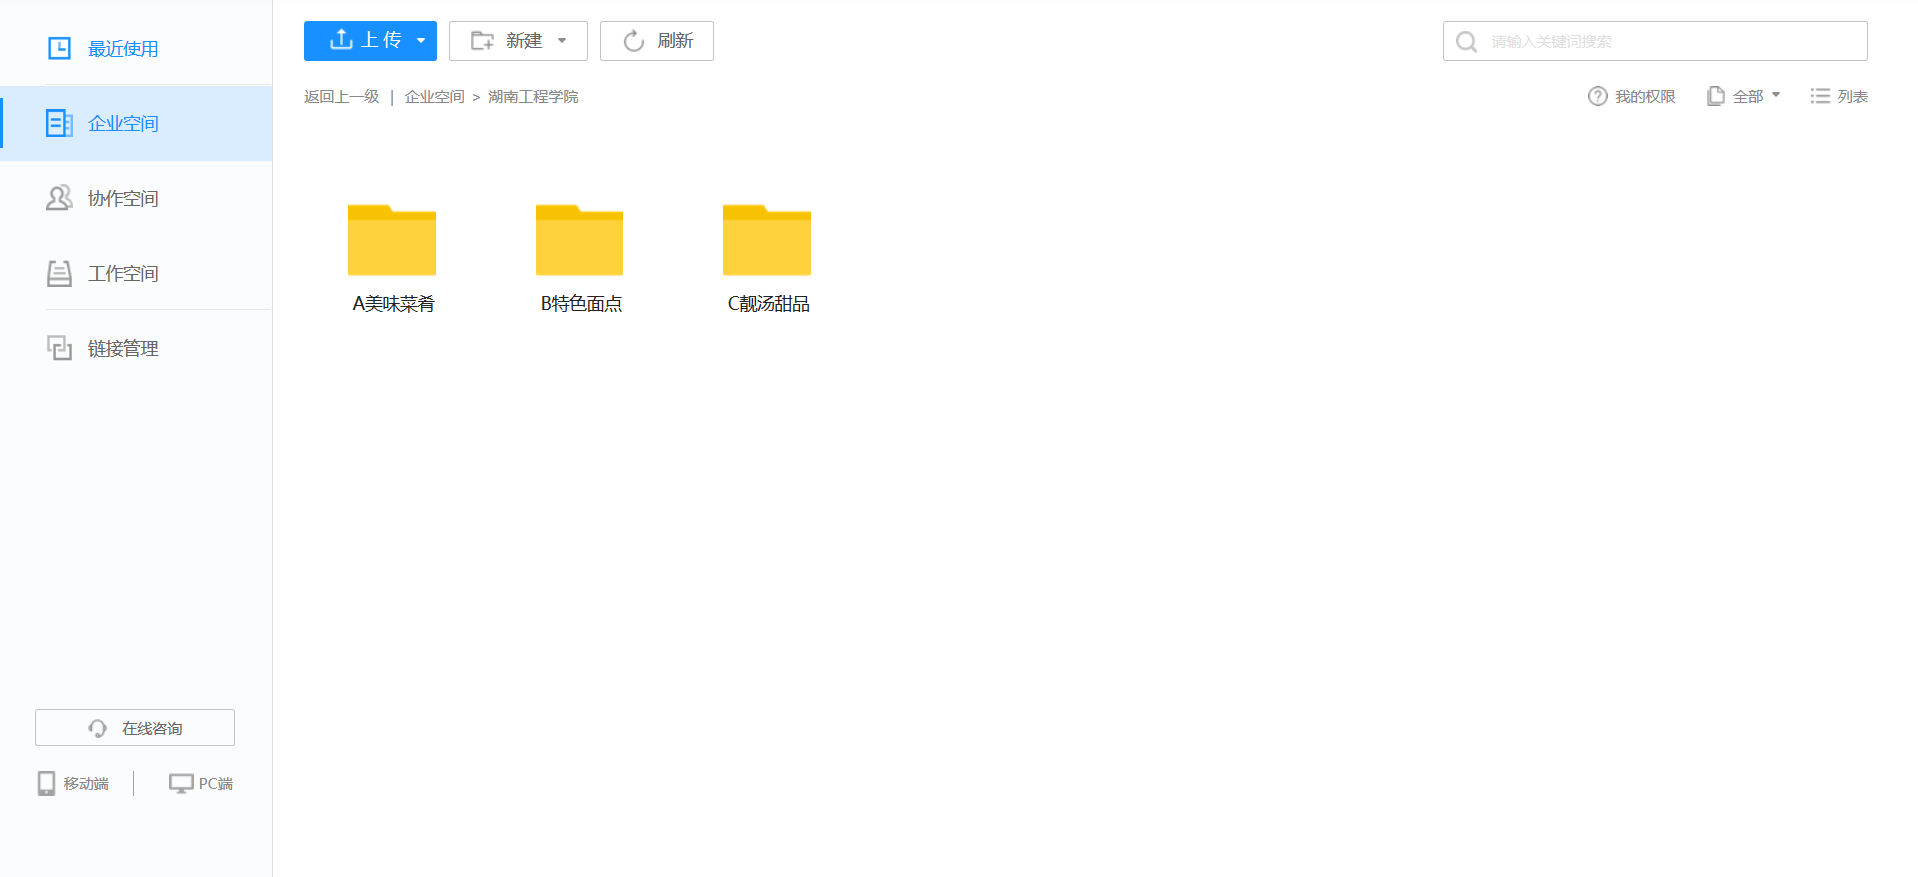 最近使用
企业空间
协作空间
工作空间
链接管理
在线咨询
移动端
PC端
上传
新建
刷新
请输入关键词搜索
返回上一级 | 企业空间 > 湖南工程学院
我的权限
全部
列表
A美味菜肴
B特色面点
C靓汤甜品